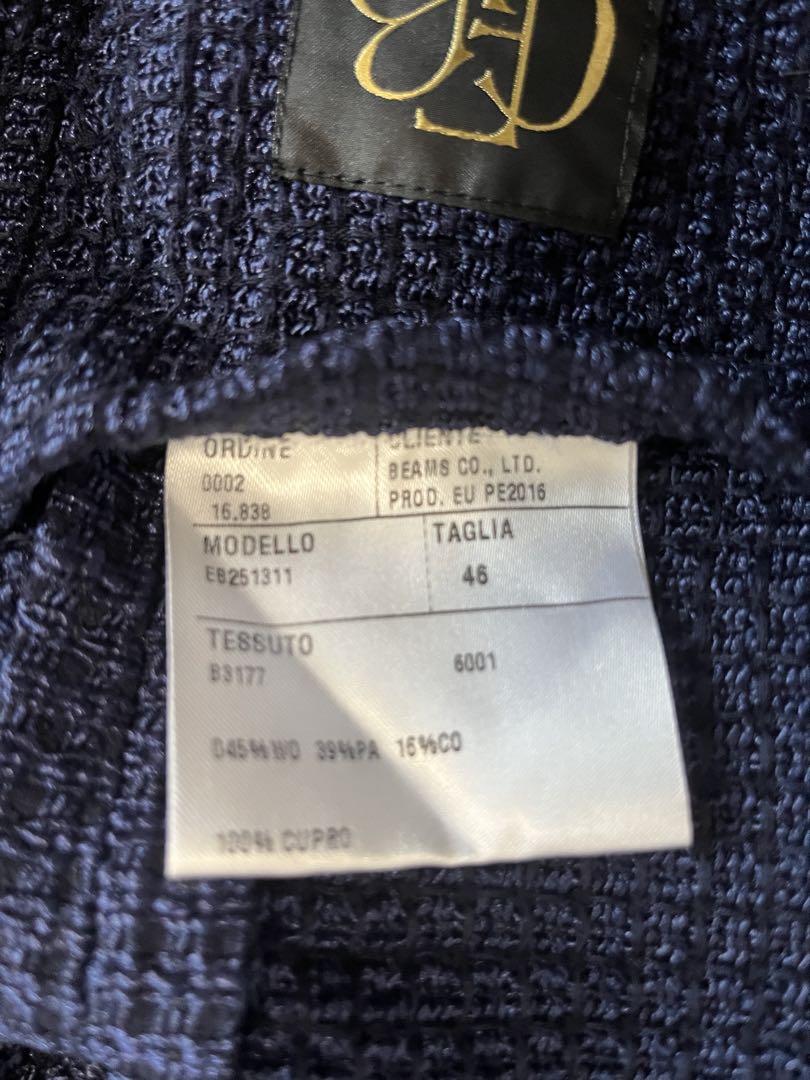 ORDINE
0002
16.838
CLIENTE
BEAMS CO., LTD.
PROD. EU PE2016
MODELLO
EB251311
TAGLIA
46
TESSUTO
B3177
6001
045%WO 39%PA 16%CO
100% CUPRO